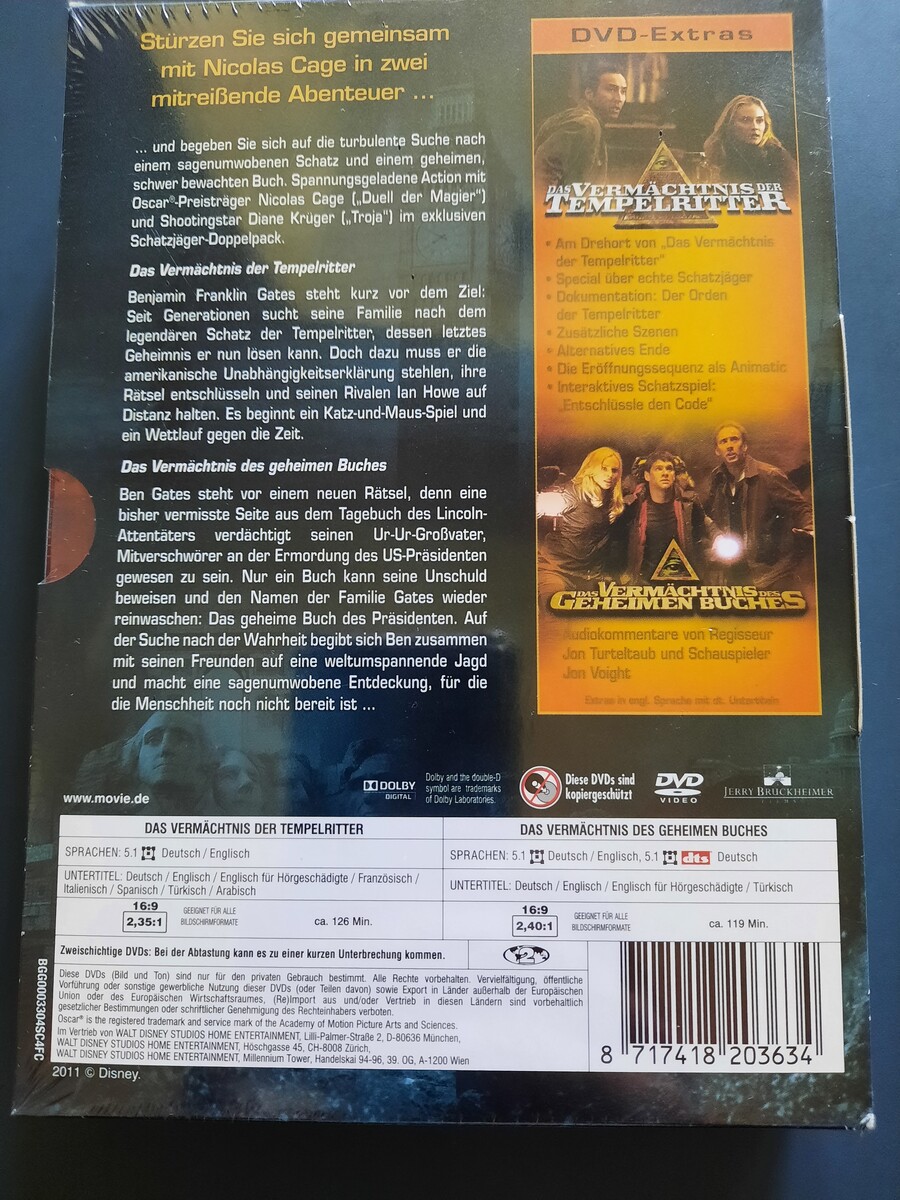 Stürzen Sie sich gemeinsam
mit Nicolas Cage in zwei
mitreißende Abenteuer ...
... und begeben Sie sich auf die turbulente Suche nach
einem sagenumwobenen Schatz und einem geheimen,
schwer bewachten Buch. Spannungsgeladene Action mit
Oscar®-Preisträger Nicolas Cage („Duell der Magier“)
und Shootingstar Diane Krüger („Troja“) im exklusiven
Schatzjäger-Doppelpack.
Das Vermächtnis der Tempelritter
Benjamin Franklin Gates steht kurz vor dem Ziel:
Seit Generationen sucht seine Familie nach dem
legendären Schatz der Tempelritter, dessen letztes
Geheimnis er nun lösen kann. Doch dazu muss er die
amerikanische Unabhängigkeitserklärung stehlen, ihre
Rätsel entschlüsseln und seinen Rivalen Ian Howe auf
Distanz halten. Es beginnt ein Katz-und-Maus-Spiel und
ein Wettlauf gegen die Zeit.
Das Vermächtnis des geheimen Buches
Ben Gates steht vor einem neuen Rätsel, denn eine
bisher vermisste Seite aus dem Tagebuch des Lincoln-
Attentäters verdächtigt seinen Ur-Ur-Großvater,
Mitverschwörer an der Ermordung des US-Präsidenten
gewesen zu sein. Nur ein Buch kann seine Unschuld
beweisen und den Namen der Familie Gates wieder
reinwaschen: Das geheime Buch des Präsidenten. Auf
der Suche nach der Wahrheit begibt sich Ben zusammen
mit seinen Freunden auf eine weltumspannende Jagd
und macht eine sagenumwobene Entdeckung, für die
die Menschheit noch nicht bereit ist ...
DVD-Extras
DAS VERMÄCHTNIS DER
TEMPELRITTER
• Am Drehort von „Das Vermächtnis
der Tempelritter“
• Special über echte Schatzjäger
• Dokumentation: Der Orden
der Tempelritter
• Zusätzliche Szenen
• Alternatives Ende
• Die Eröffnungssequenz als Animatic
• Interaktives Schatzspiel:
„Entschlüssle den Code“
DAS VERMÄCHTNIS DES
GEHEIMEN BUCHES
Audiokommentare von Regisseur
Jon Turteltaub und Schauspieler
Jon Voight
Extras in engl. Sprache mit dt. Untertiteln
www.movie.de
DOLBY
DIGITAL
Dolby and the double-D
symbol are trademarks
of Dolby Laboratories.
Diese DVDs sind
kopiergeschützt
DVD
VIDEO
JERRY BRUCKHEIMER
FILMS
DAS VERMÄCHTNIS DER TEMPELRITTER
SPRACHEN: 5.1 Deutsch / Englisch
UNTERTITEL: Deutsch / Englisch / Englisch für Hörgeschädigte / Französisch /
Italienisch / Spanisch / Türkisch / Arabisch
16:9
2,35:1
GEEIGNET FÜR ALLE
BILDSCHIRMFORMATE
ca. 126 Min.
DAS VERMÄCHTNIS DES GEHEIMEN BUCHES
SPRACHEN: 5.1 Deutsch / Englisch, 5.1 dts Deutsch
UNTERTITEL: Deutsch / Englisch / Englisch für Hörgeschädigte / Türkisch
16:9
2,40:1
GEEIGNET FÜR ALLE
BILDSCHIRMFORMATE
ca. 119 Min.
Zweischichtige DVDs: Bei der Abtastung kann es zu einer kurzen Unterbrechung kommen.
2
Diese DVDs (Bild und Ton) sind nur für den privaten Gebrauch bestimmt. Alle Rechte vorbehalten. Vervielfältigung, öffentliche
Vorführung oder sonstige gewerbliche Nutzung dieser DVDs (oder Teilen davon) sowie Export in Länder außerhalb der Europäischen
Union oder des Europäischen Wirtschaftsraumes, (Re)Import aus und/oder Vertrieb in diesen Ländern sind vorbehaltlich
gesetzlicher Bestimmungen oder schriftlicher Genehmigung des Rechteinhabers verboten.
Oscar® is the registered trademark and service mark of the Academy of Motion Picture Arts and Sciences.
Im Vertrieb von WALT DISNEY STUDIOS HOME ENTERTAINMENT, Lilli-Palmer-Straße 2, D-80636 München,
WALT DISNEY STUDIOS HOME ENTERTAINMENT, Höschgasse 45, CH-8008 Zürich,
WALT DISNEY STUDIOS HOME ENTERTAINMENT, Millennium Tower, Handelskai 94-96, 39. OG, A-1200 Wien
8 717418 203634
BGG0003304SC4FC
2011 © Disney.